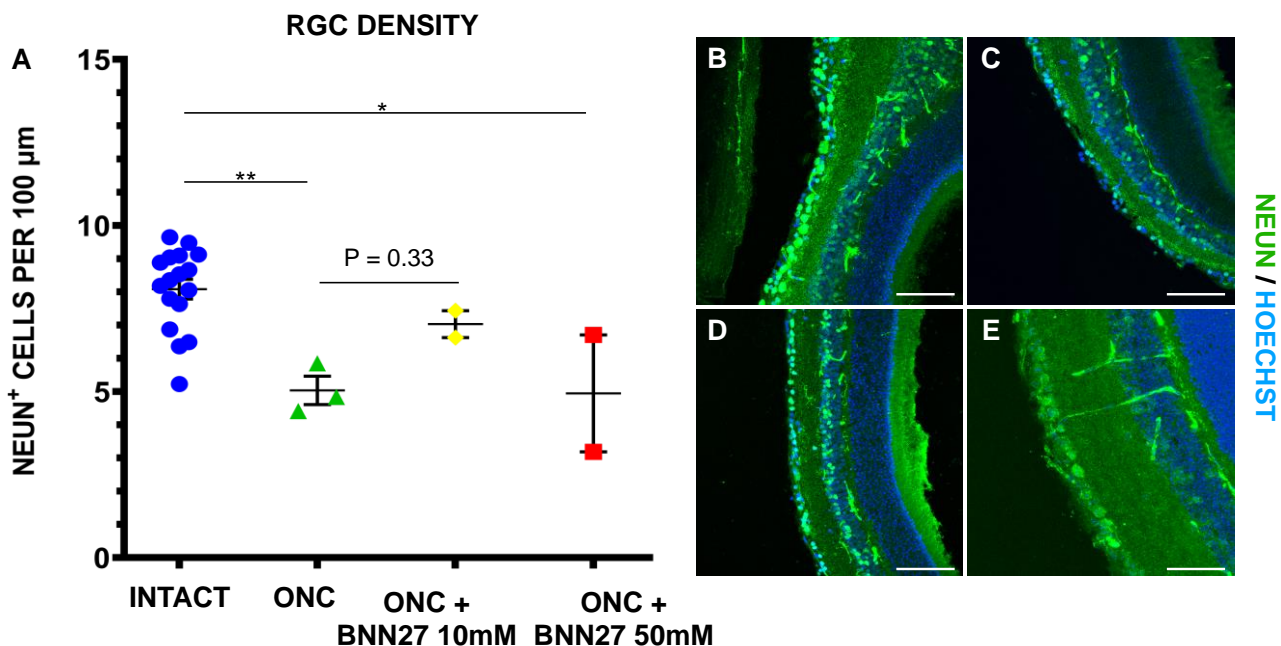 RGC DENSITY
A
NEUN+ CELLS PER 100 µm
15
10
5
0
*
**
P = 0.33
INTACT
ONC
ONC +
BNN27 10mM
ONC +
BNN27 50mM
B
C
D
E
NEUN / HOECHST